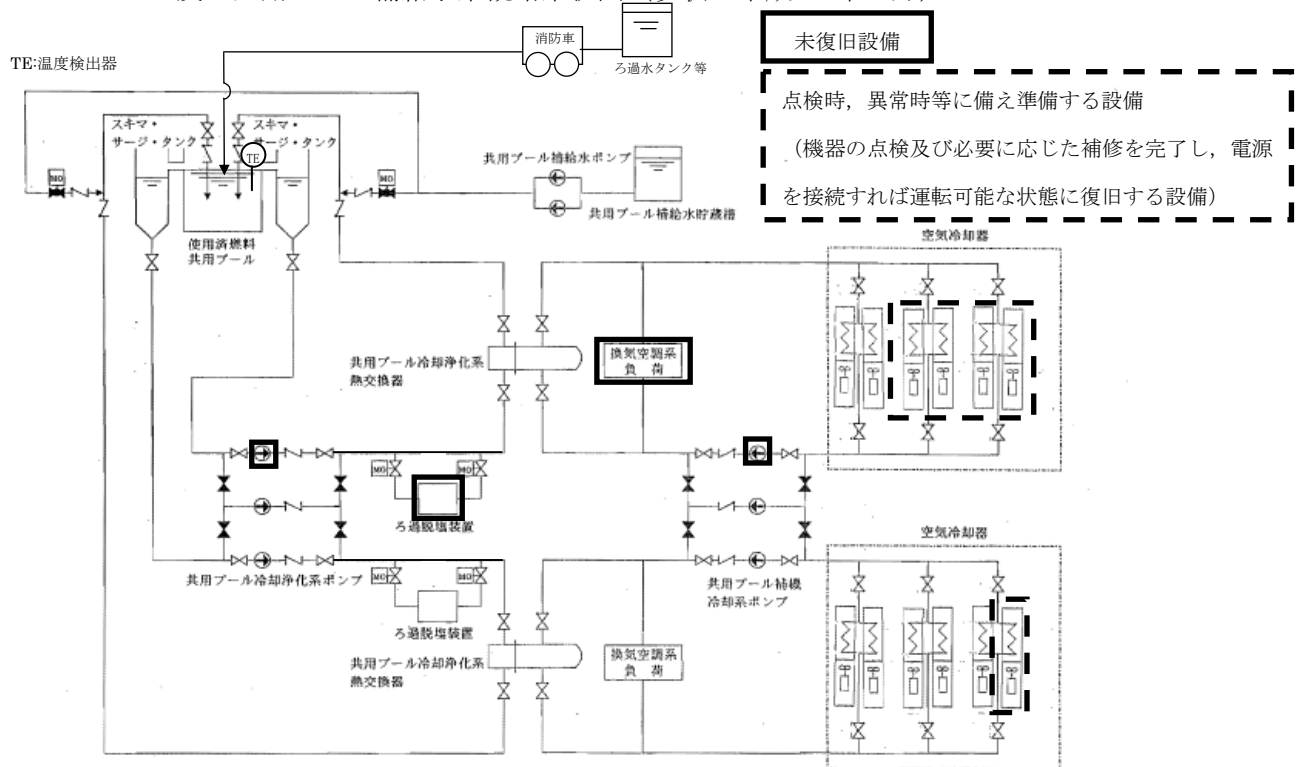 消防車
ろ過水タンク等
未復旧設備
TE:温度検出器
点検時，異常時等に備え準備する設備
（機器の点検及び必要に応じた補修を完了し，電源
を接続すれば運転可能な状態に復旧する設備）
スキマ・
サージ・タンク
スキマ・
サージ・タンク
TE
MO
MO
共用プール補給水ポンプ
共用プール補給水貯蔵槽
使用済燃料
共用プール
空気冷却器
共用プール冷却浄化系
熱交換器
換気空調系
負　荷
MO
MO
ろ過脱塩装置
空気冷却器
共用プール冷却浄化系ポンプ
MO
MO
共用プール補機
冷却系ポンプ
ろ過脱塩装置
共用プール冷却浄化系
熱交換器
換気空調系
負　荷